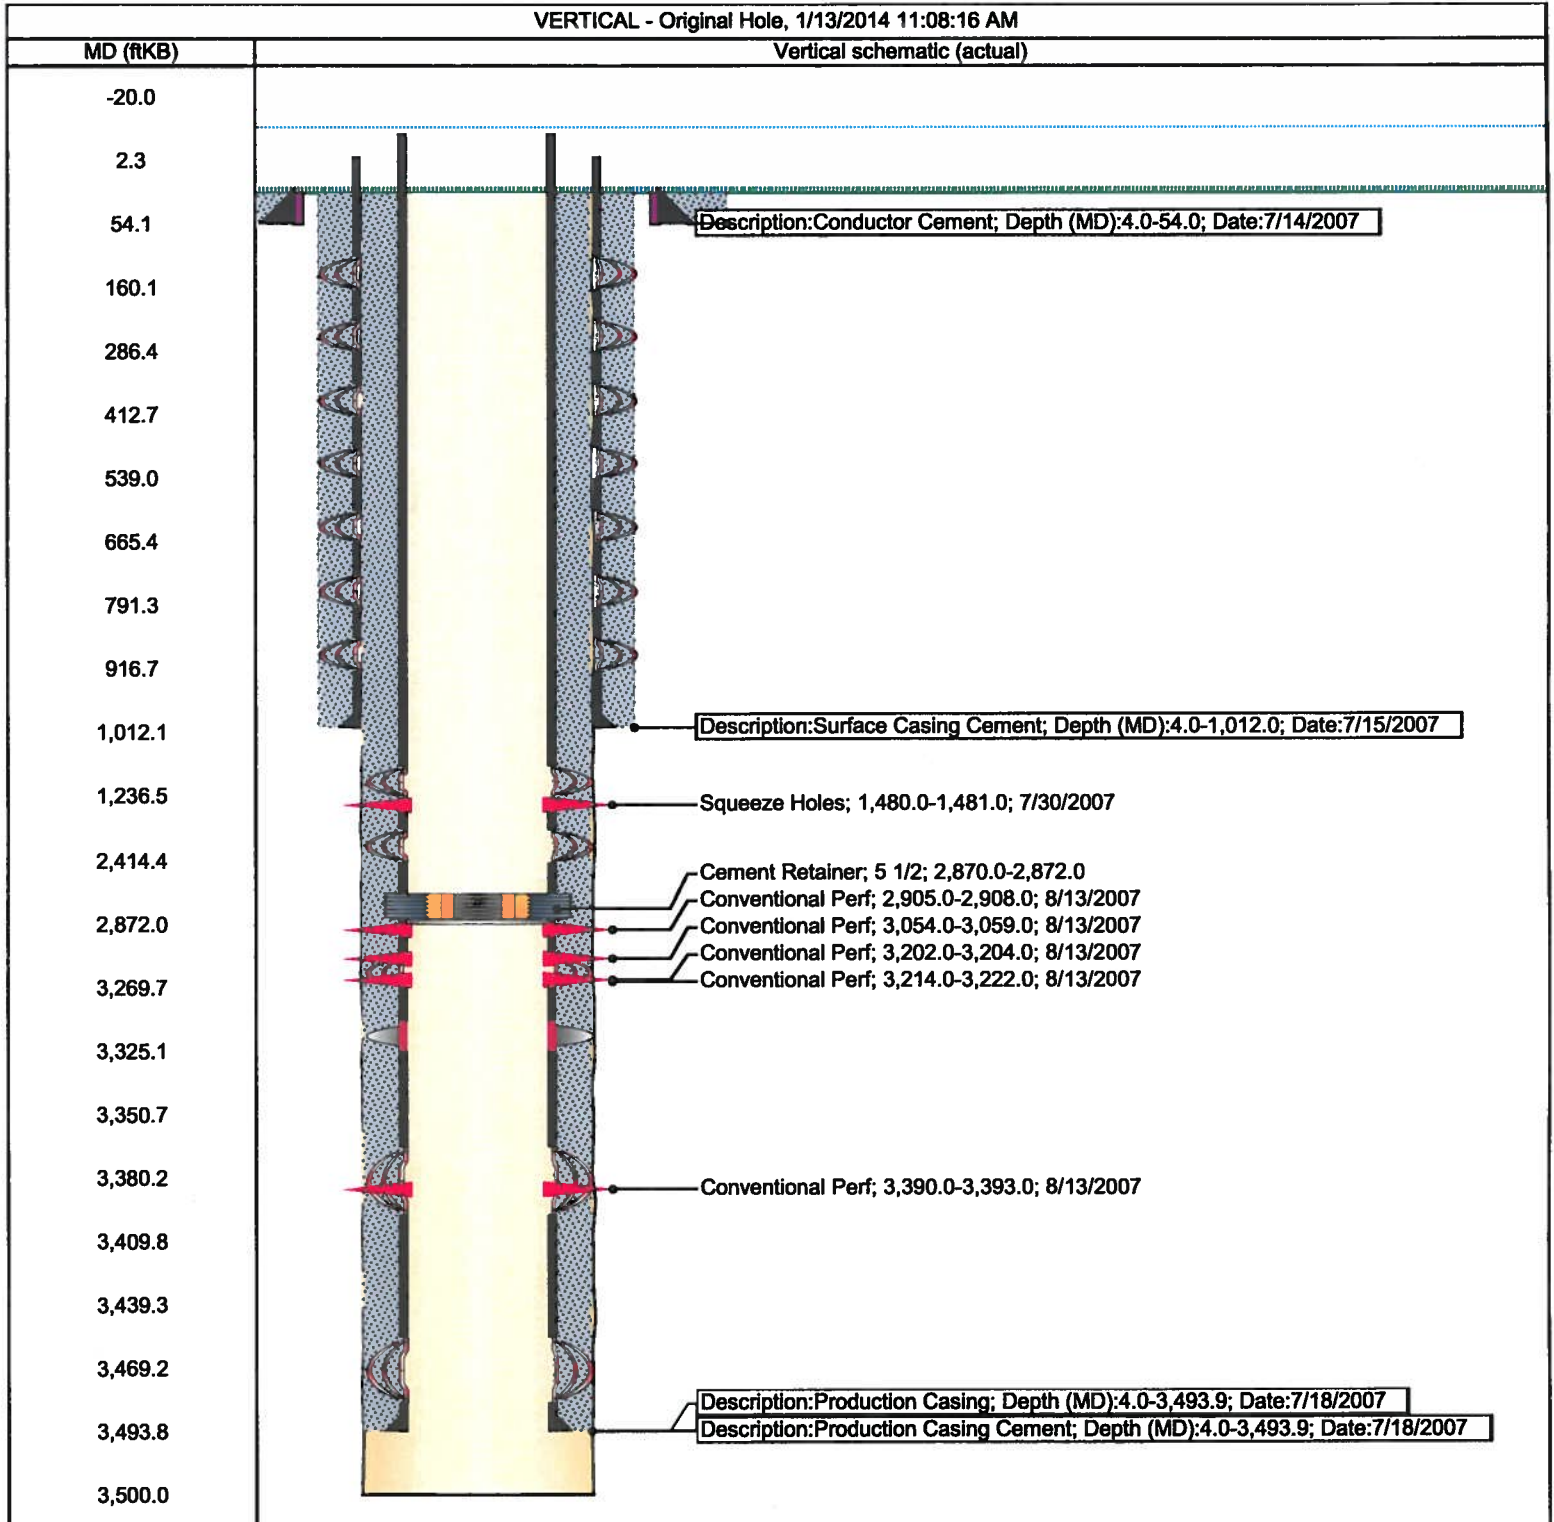 VERTICAL - Original Hole, 1/13/2014 11:08:16 AM
MD (ftKB)
Vertical schematic (actual)
-20.0
2.3
54.1
Description:Conductor Cement; Depth (MD):4.0-54.0; Date:7/14/2007
160.1
286.4
412.7
539.0
665.4
791.3
916.7
1,012.1
Description:Surface Casing Cement; Depth (MD):4.0-1,012.0; Date:7/15/2007
1,236.5
Squeeze Holes; 1,480.0-1,481.0; 7/30/2007
2,414.4
Cement Retainer; 5 1/2; 2,870.0-2,872.0
Conventional Perf; 2,905.0-2,908.0; 8/13/2007
2,872.0
Conventional Perf; 3,054.0-3,059.0; 8/13/2007
Conventional Perf; 3,202.0-3,204.0; 8/13/2007
Conventional Perf; 3,214.0-3,222.0; 8/13/2007
3,269.7
3,325.1
3,350.7
3,380.2
Conventional Perf; 3,390.0-3,393.0; 8/13/2007
3,409.8
3,439.3
3,469.2
Description:Production Casing; Depth (MD):4.0-3,493.9; Date:7/18/2007
Description:Production Casing Cement; Depth (MD):4.0-3,493.9; Date:7/18/2007
3,493.8
3,500.0